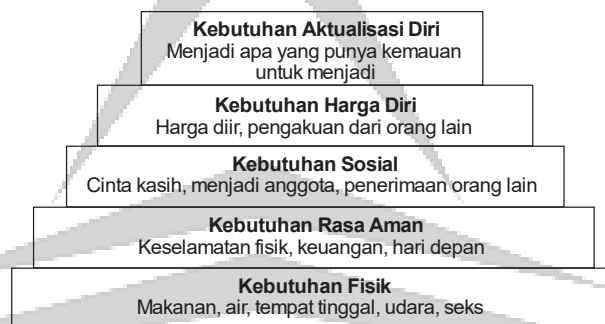 Kebutuhan Aktualisasi Diri
Menjadi apa yang punya kemauan
untuk menjadi
Kebutuhan Harga Diri
Harga diir, pengakuan dari orang lain
Kebutuhan Sosial
Cinta kasih, menjadi anggota, penerimaan orang lain
Kebutuhan Rasa Aman
Keselamatan fisik, keuangan, hari depan
Kebutuhan Fisik
Makanan, air, tempat tinggal, udara, seks